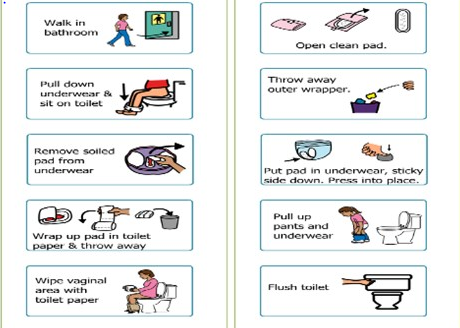 Walk in
bathroom
Pull down
underwear &
sit on toilet
Remove soiled
pad from
underwear
Wrap up pad in toilet
paper & throw away
Wipe vaginal
area with
toilet paper
Open clean pad.
Throw away
outer wrapper.
Put pad in underwear, sticky
side down. Press into place.
Pull up
pants and
underwear
Flush toilet